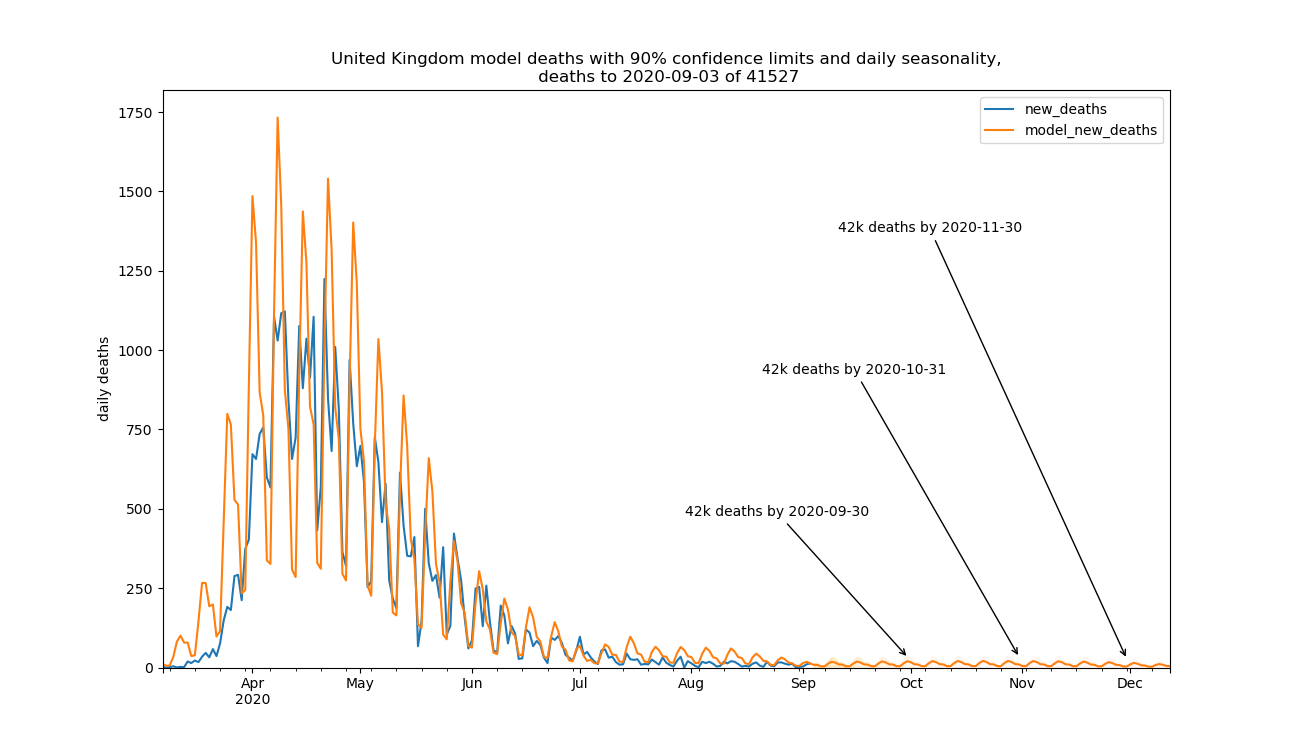 United Kingdom model deaths with 90% confidence limits and daily seasonality,
deaths to 2020-09-03 of 41527
new_deaths
model_new_deaths
daily deaths
1750
1500
1250
1000
750
500
250
0
42k deaths by 2020-11-30
42k deaths by 2020-10-31
42k deaths by 2020-09-30
Apr May Jun Jul Aug Sep Oct Nov Dec
2020